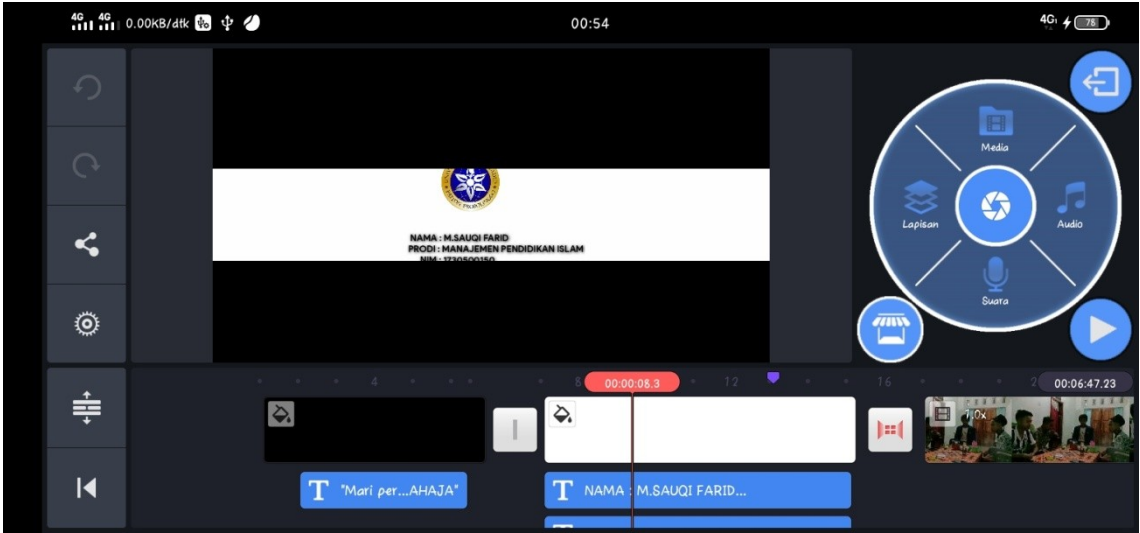 4G 4G 0.00KB/dtk
00:54
4G
78
Media
Lapisan
Audio
Suara
NAMA : M.SAUQI FARID
PRODI : MANAJEMEN PENDIDIKAN ISLAM
NIM : 1730500150
4
8
00:00:08.3
12
16
00:06:47.23
1,0x
"Mari per...AHAJA"
NAMA : M.SAUQI FARID...